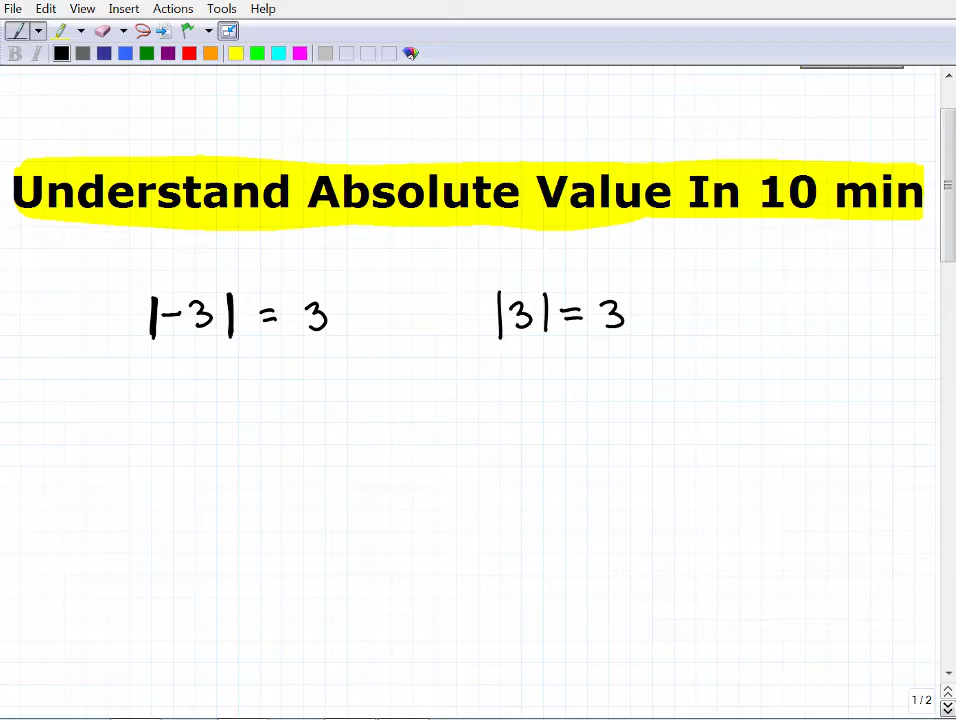 File Edit View Insert Actions Tools Help
B I
Understand Absolute Value In 10 min
|-3| = 3 |3| = 3
1 / 2